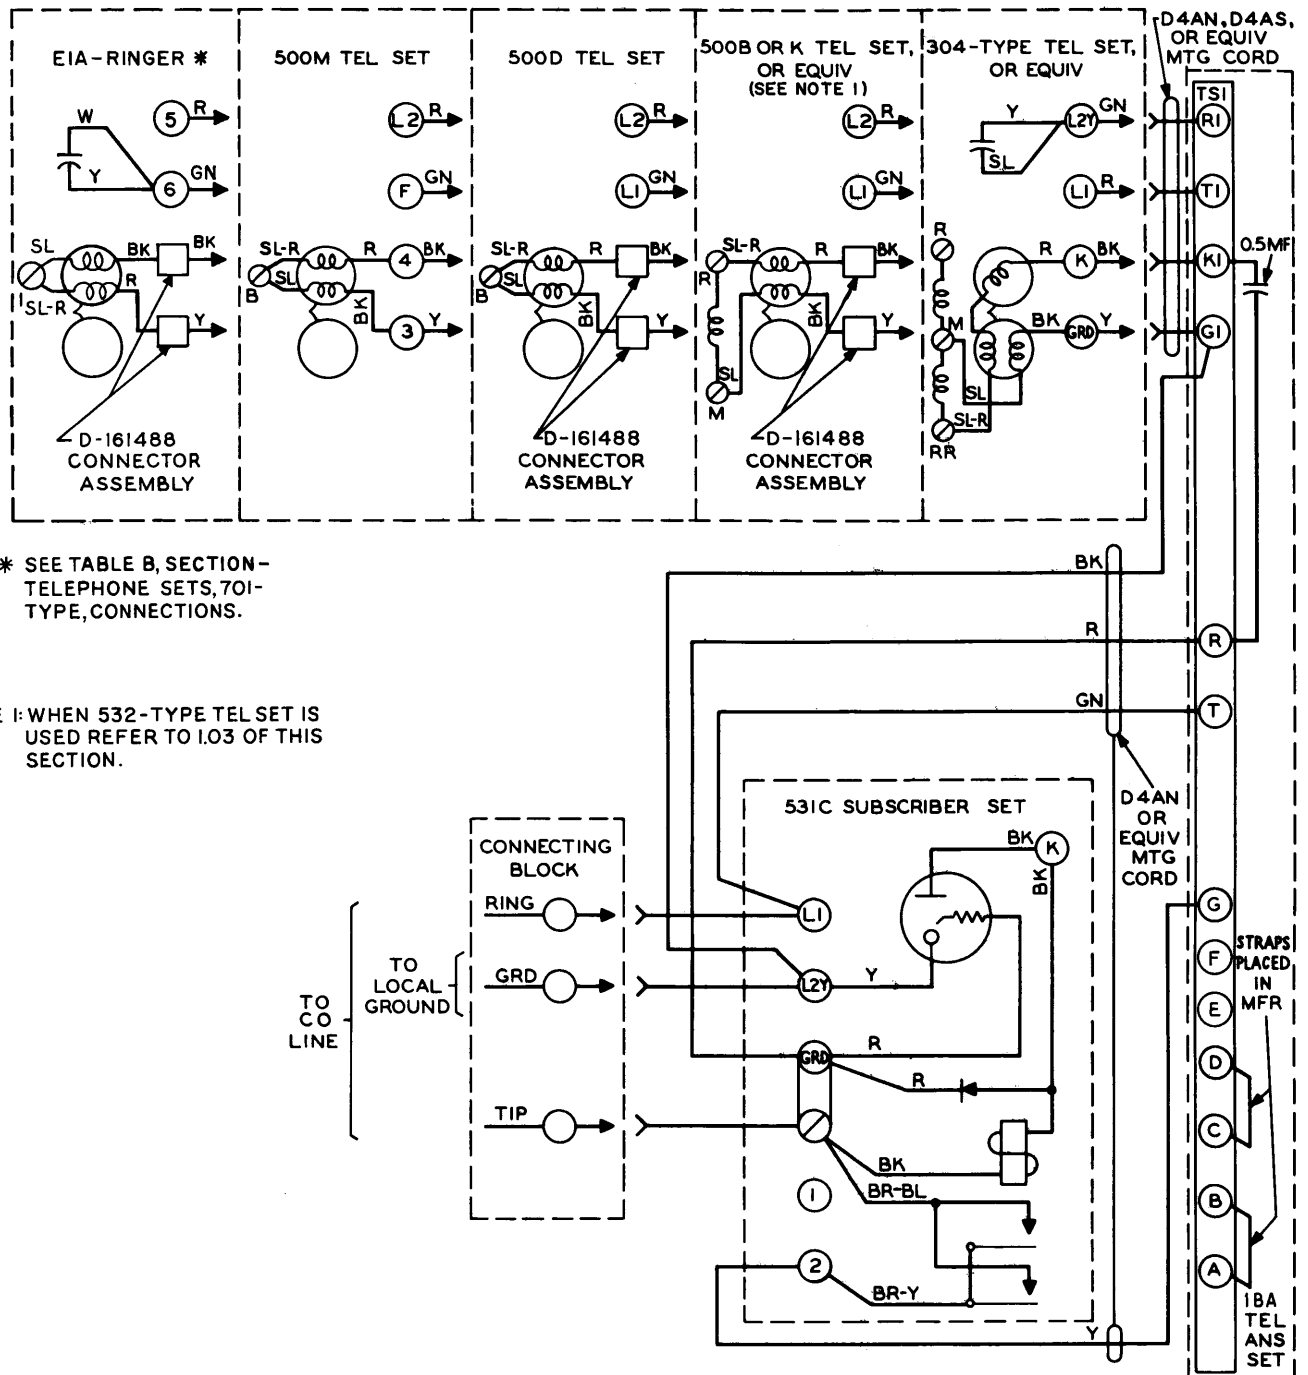 E1A-RINGER *
500M TEL SET
500D TEL SET
500B OR K TEL SET,
OR EQUIV
(SEE NOTE 1)
304-TYPE TEL SET,
OR EQUIV
D4AN, D4AS,
OR EQUIV
MTG CORD
W
Y
5 R
6 GN
SL
BK
BK
R
1
SL-R
Y
D-161488
CONNECTOR
ASSEMBLY
L2 R
F GN
SL-R
R
4 BK
SL
B
BK
3 Y
L2 R
L1 GN
SL-R
R
BK
SL
B
BK
Y
D-161488
CONNECTOR
ASSEMBLY
L2 R
L1 GN
SL-R
R
BK
R
BK
Y
SL
M
D-161488
CONNECTOR
ASSEMBLY
Y
SL
L2Y GN
L1 R
R
R
K BK
M
BK
GRD Y
SL
SL-R
RR
TS1
R1
T1
K1
0.5MF
G1
* SEE TABLE B, SECTION-
TELEPHONE SETS, 701-
TYPE, CONNECTIONS.
E 1: WHEN 532-TYPE TEL SET IS
USED REFER TO 1.03 OF THIS
SECTION.
BK
R
R
GN
T
D4AN
OR
EQUIV
MTG
CORD
531C SUBSCRIBER SET
BK
K
BK
L1
L2Y
Y
GRD
R
R
BK
BR-BL
1
2
BR-Y
Y
CONNECTING
BLOCK
RING
GRD
TIP
TO
LOCAL
GROUND
TO
CO
LINE
G
F
E
D
C
B
A
STRAPS
PLACED
IN
MFR
1BA
TEL
ANS
SET